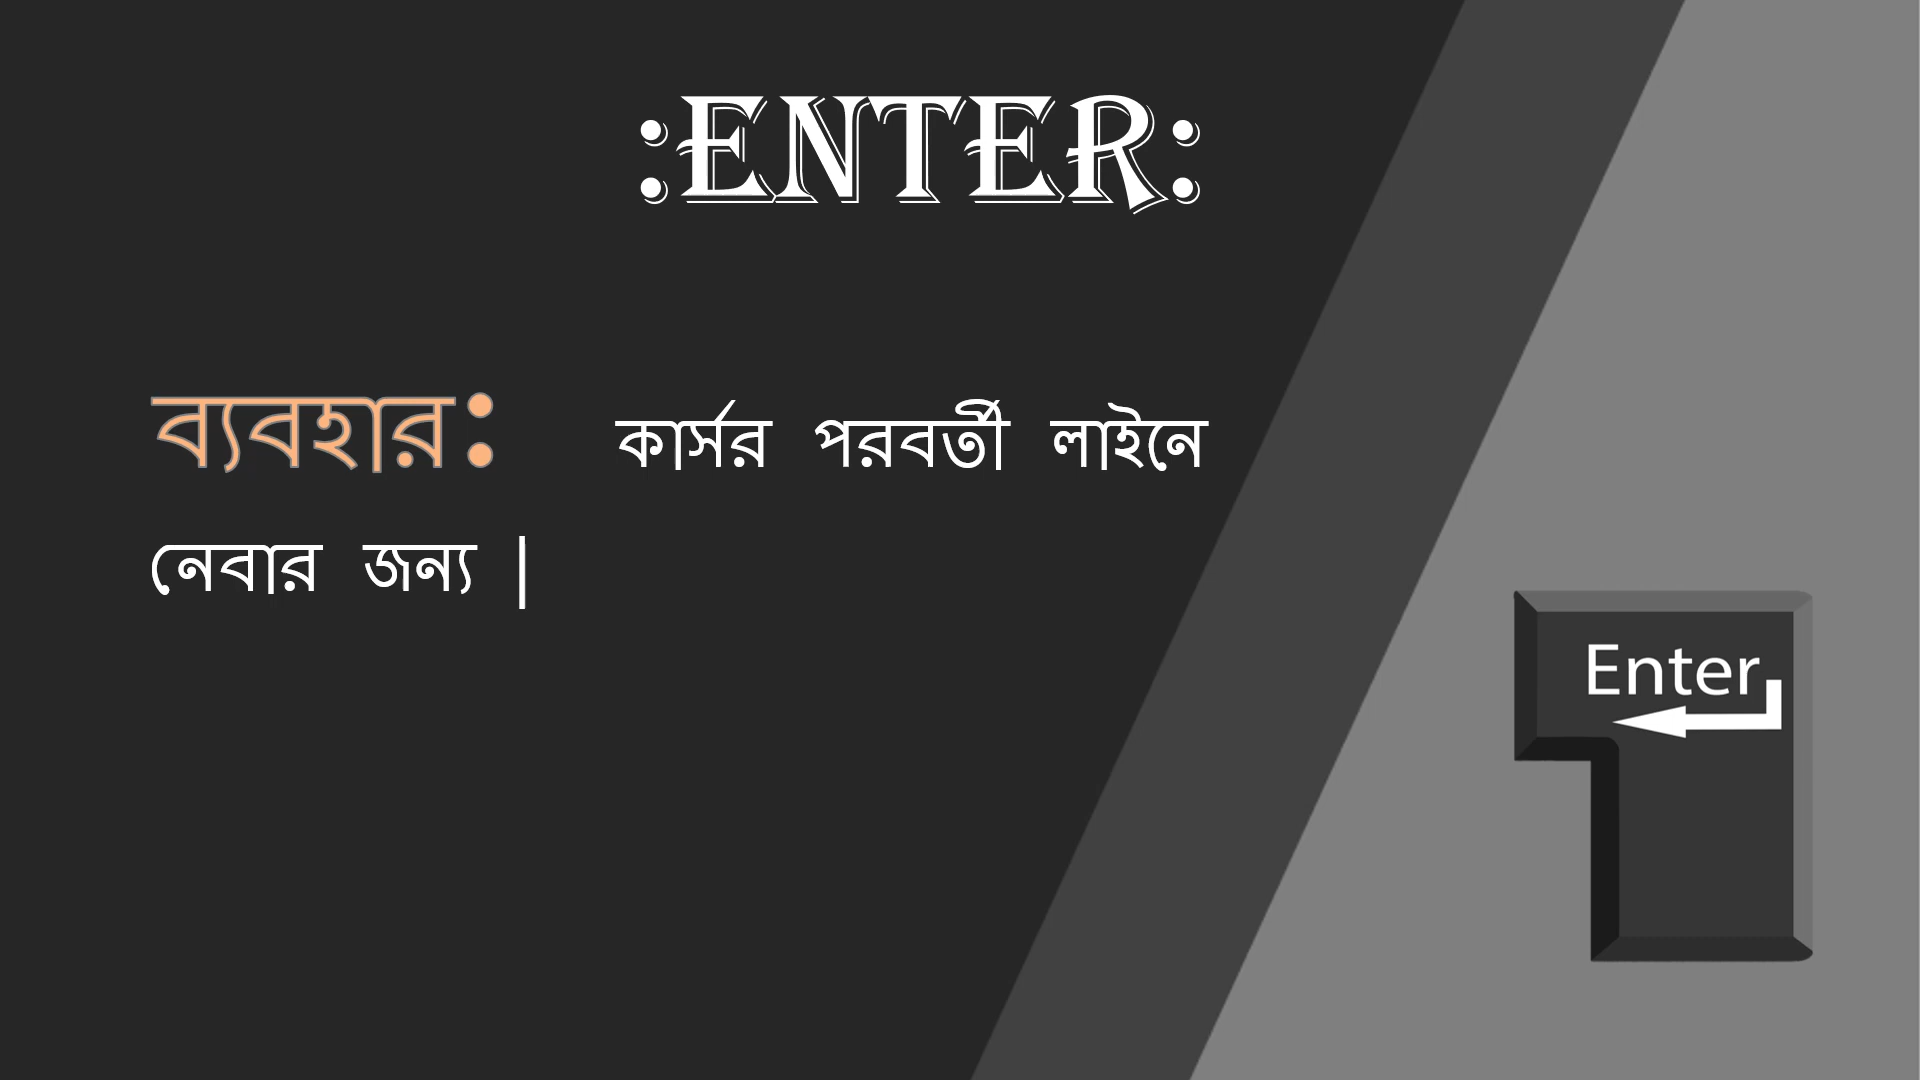 :ENTER:
ব্যবহার: কার্সর পরবর্তী লাইনে
নেবার জন্য |
Enter